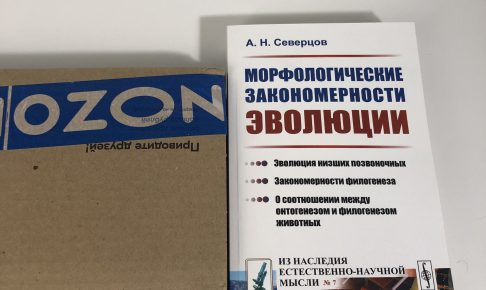 OZON
Приводите друзей!
А. Н. Северцов
МОРФОЛОГИЧЕСКИЕ
ЗАКОНОМЕРНОСТИ
ЭВОЛЮЦИИ
Эволюция низших позвоночных
Закономерности филогенеза
О соотношении между
онтогенезом и филогенезом
животных
ИЗ НАСЛЕДИЯ
ЕСТЕСТВЕННО-НАУЧНОЙ
МЫСЛИ № 7